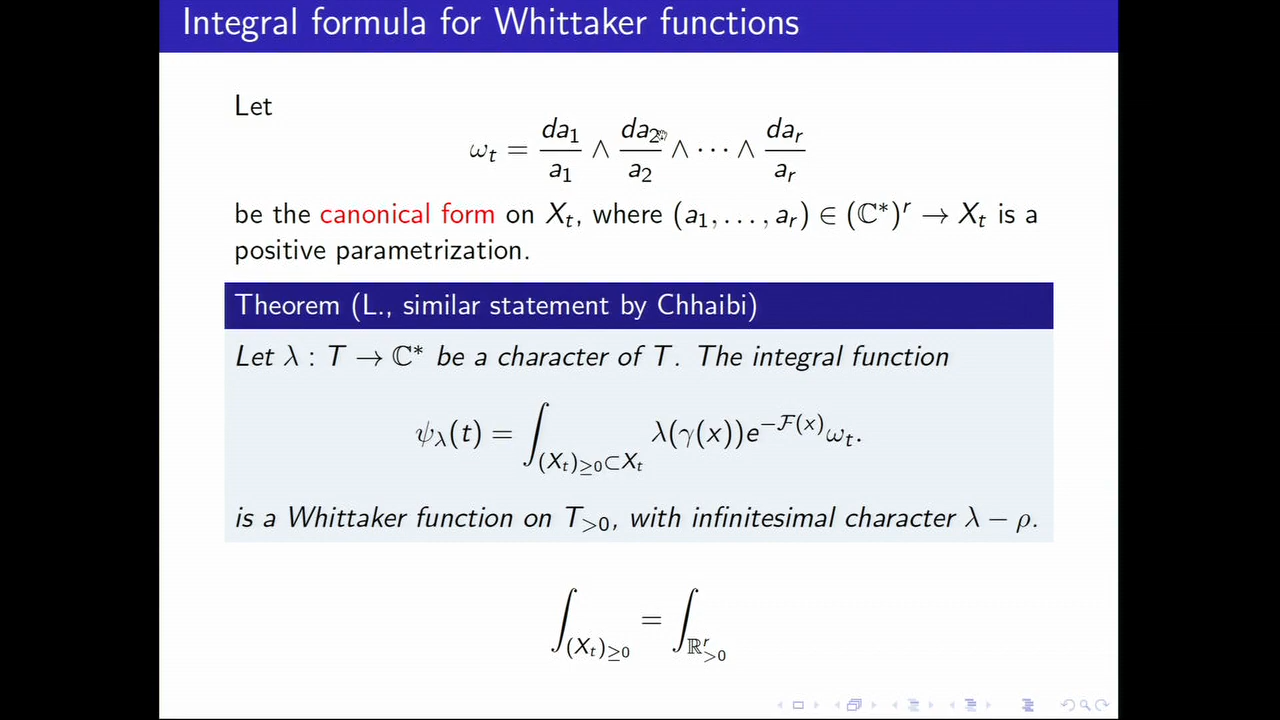 Integral formula for Whittaker functions
Let
ω_t = da_1/a_1 ∧ da_2/a_2 ∧ ⋯ ∧ da_r/a_r
be the canonical form on X_t, where (a_1, …, a_r) ∈ (ℂ*)^r → X_t is a
positive parametrization.
Theorem (L., similar statement by Chhaibi)
Let λ : T → ℂ* be a character of T. The integral function
ψ_λ(t) = ∫_{(X_t)_{≥0}⊂X_t} λ(γ(x))e^{−ℱ(x)}ω_t.
is a Whittaker function on T_{>0}, with infinitesimal character λ − ρ.
∫_{(X_t)_{≥0}} = ∫_{ℝ^r_{>0}}